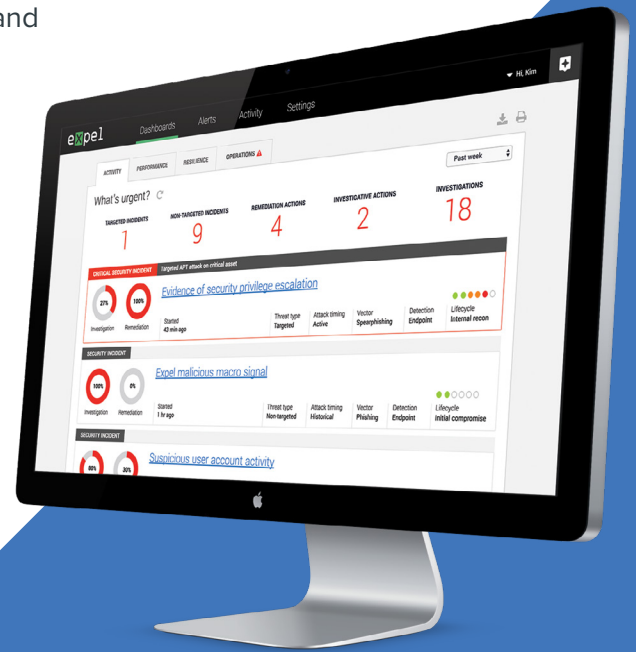 and
expel
Dashboards Alerts Activity Settings
Hi, Kim
ACTIVITY PERFORMANCE RESILIENCE OPERATIONS
Past week
What's urgent?
TARGETED INCIDENTS NON-TARGETED INCIDENTS REMEDIATION ACTIONS INVESTIGATIVE ACTIONS INVESTIGATIONS
1 9 4 2 18
CRITICAL SECURITY INCIDENT Targeted APT attack on critical asset
Evidence of security privilege escalation
27% 100%
Investigation Remediation
Started Threat type Attack timing Vector Detection Lifecycle
43 min ago Targeted Active Spearphishing Endpoint Internal recon
SECURITY INCIDENT
Expel malicious macro signal
100% 0%
Investigation Remediation
Started Threat type Attack timing Vector Detection Lifecycle
1 hr ago Non-targeted Historical Phishing Endpoint Initial compromise
SECURITY INCIDENT
Suspicious user account activity
80% 30%